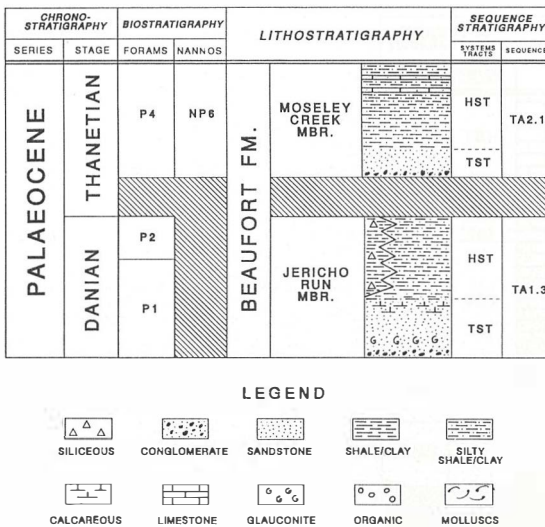 CHRONO-
STRATIGRAPHY
BIOSTRATIGRAPHY
LITHOSTRATIGRAPHY
SEQUENCE
STRATIGRAPHY
SERIES
STAGE
FORAMS
NANNOS
SYSTEMS
TRACTS
SEQUENCE
PALAEOCENE
THANETIAN
P4
NP6
BEAUFORT FM.
MOSELEY
CREEK
MBR.
HST
TST
TA2.1
DANIAN
P2
P1
JERICHO
RUN
MBR.
G G G
HST
TST
TA1.3
LEGEND
SILICEOUS
CONGLOMERATE
SANDSTONE
SHALE/CLAY
SILTY
SHALE/CLAY
G G G G
CALCAREOUS
LIMESTONE
GLAUCONITE
ORGANIC
MOLLUSCS